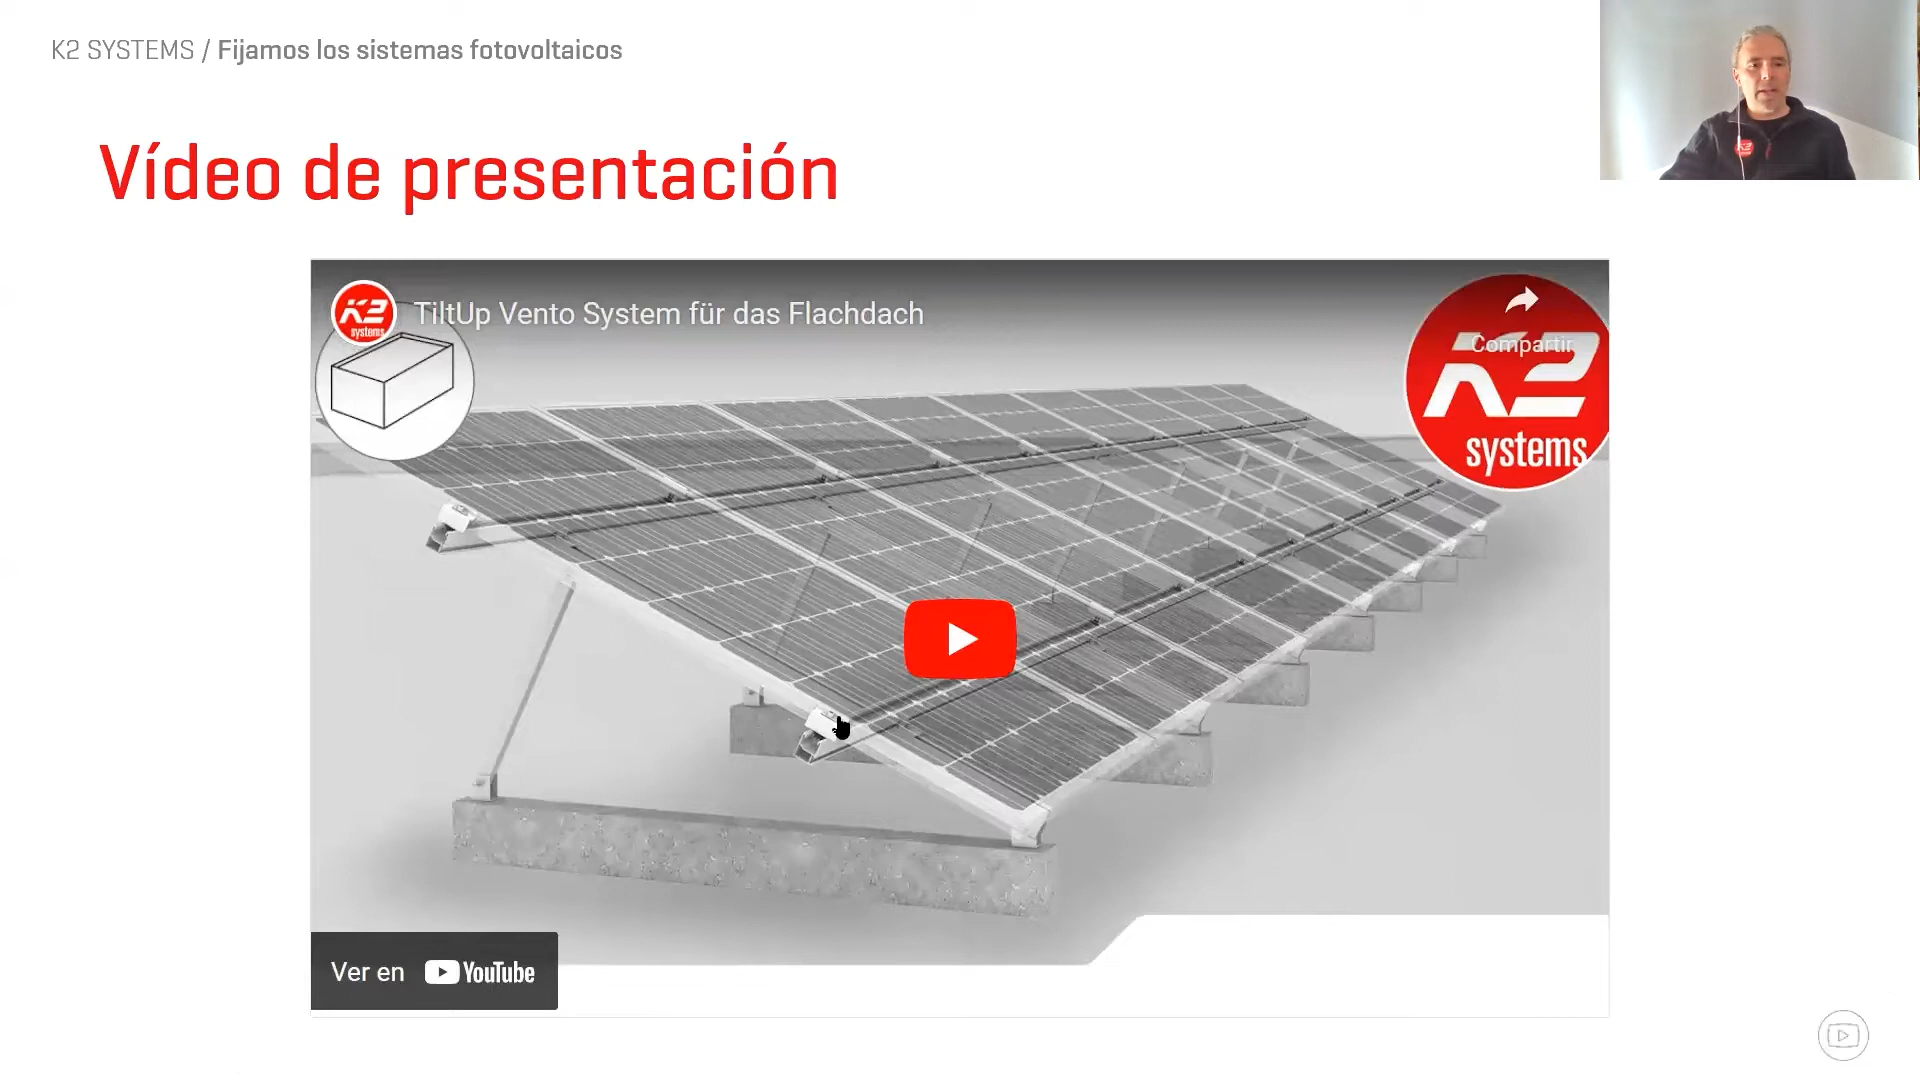 K2 SYSTEMS / Fijamos los sistemas fotovoltaicos
Vídeo de presentación
K2
systems
TiltUp Vento System für das Flachdach
Compartir
K2
systems
Ver en YouTube
K2